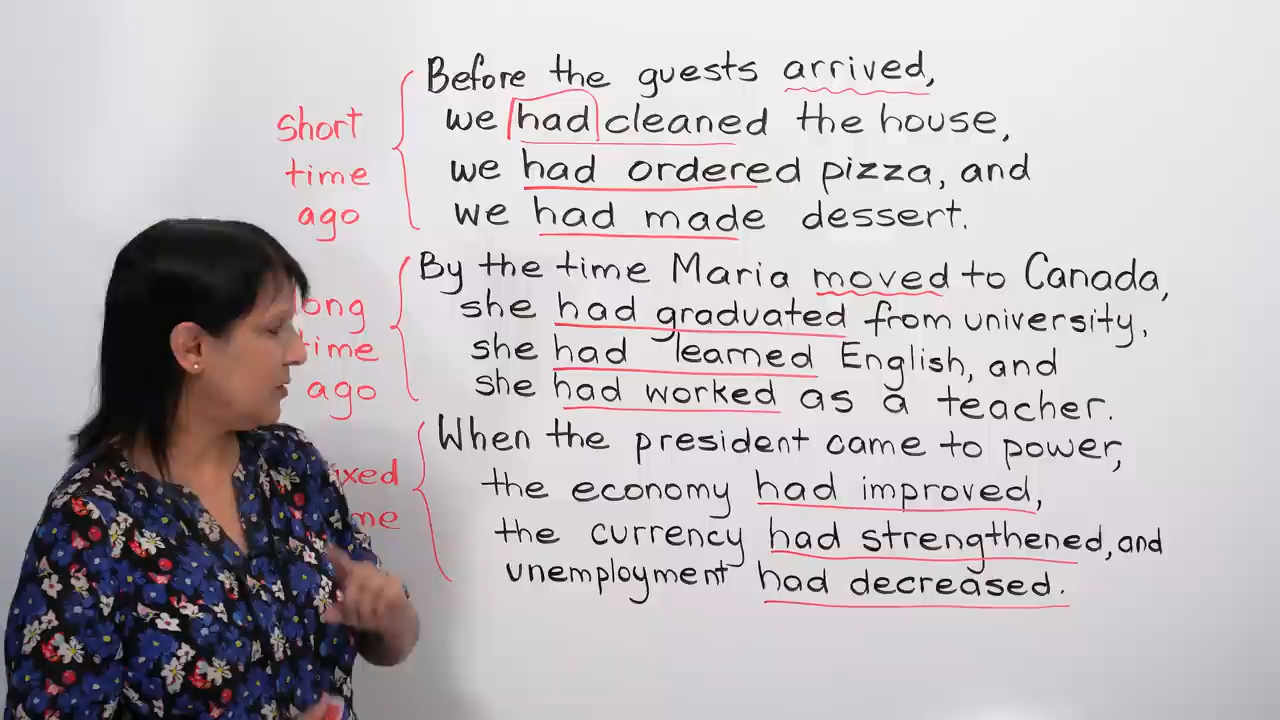 Before the guests arrived,
we had cleaned the house,
we had ordered pizza, and
we had made dessert.
short
time
ago
By the time Maria moved to Canada,
she had graduated from university,
she had learned English, and
she had worked as a teacher.
ago
When the president came to power,
the economy had improved,
the currency had strengthened, and
unemployment had decreased.